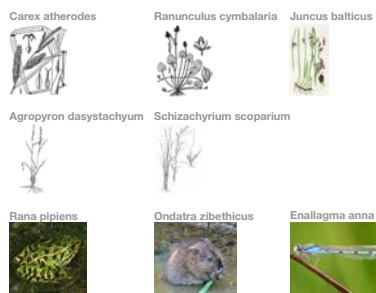 Carex atherodes Ranunculus cymbalaria Juncus balticus
Agropyron dasystachyum Schizachyrium scoparium
Rana pipiens Ondatra zibethicus Enallagma anna